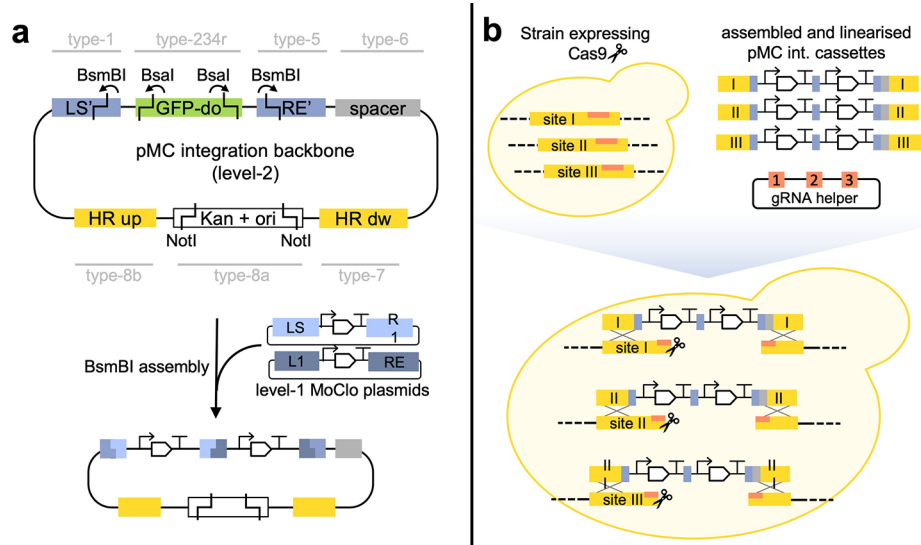 a
type-1
type-234r
type-5
type-6
BsmBI
BsaI
BsaI
BsmBI
LS'
GFP-do
RE'
spacer
pMC integration backbone
(level-2)
HR up
Kan + ori
HR dw
NotI
NotI
type-8b
type-8a
type-7
BsmBI assembly
LS
R
1
L1
RE
level-1 MoClo plasmids
b
Strain expressing
Cas9
assembled and linearised
pMC int. cassettes
site I
site II
site III
I
I
II
II
III
III
1
2
3
gRNA helper
I
I
site I
II
II
site II
II
I
II
I
site III